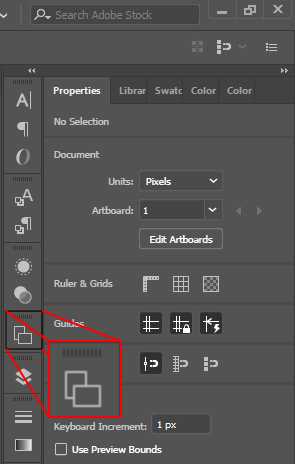 Search Adobe Stock
Properties Librar Swatc Color Color
No Selection
Document
Units: Pixels
Artboard: 1
Edit Artboards
Ruler & Grids
Guides
Keyboard Increment: 1 px
Use Preview Bounds